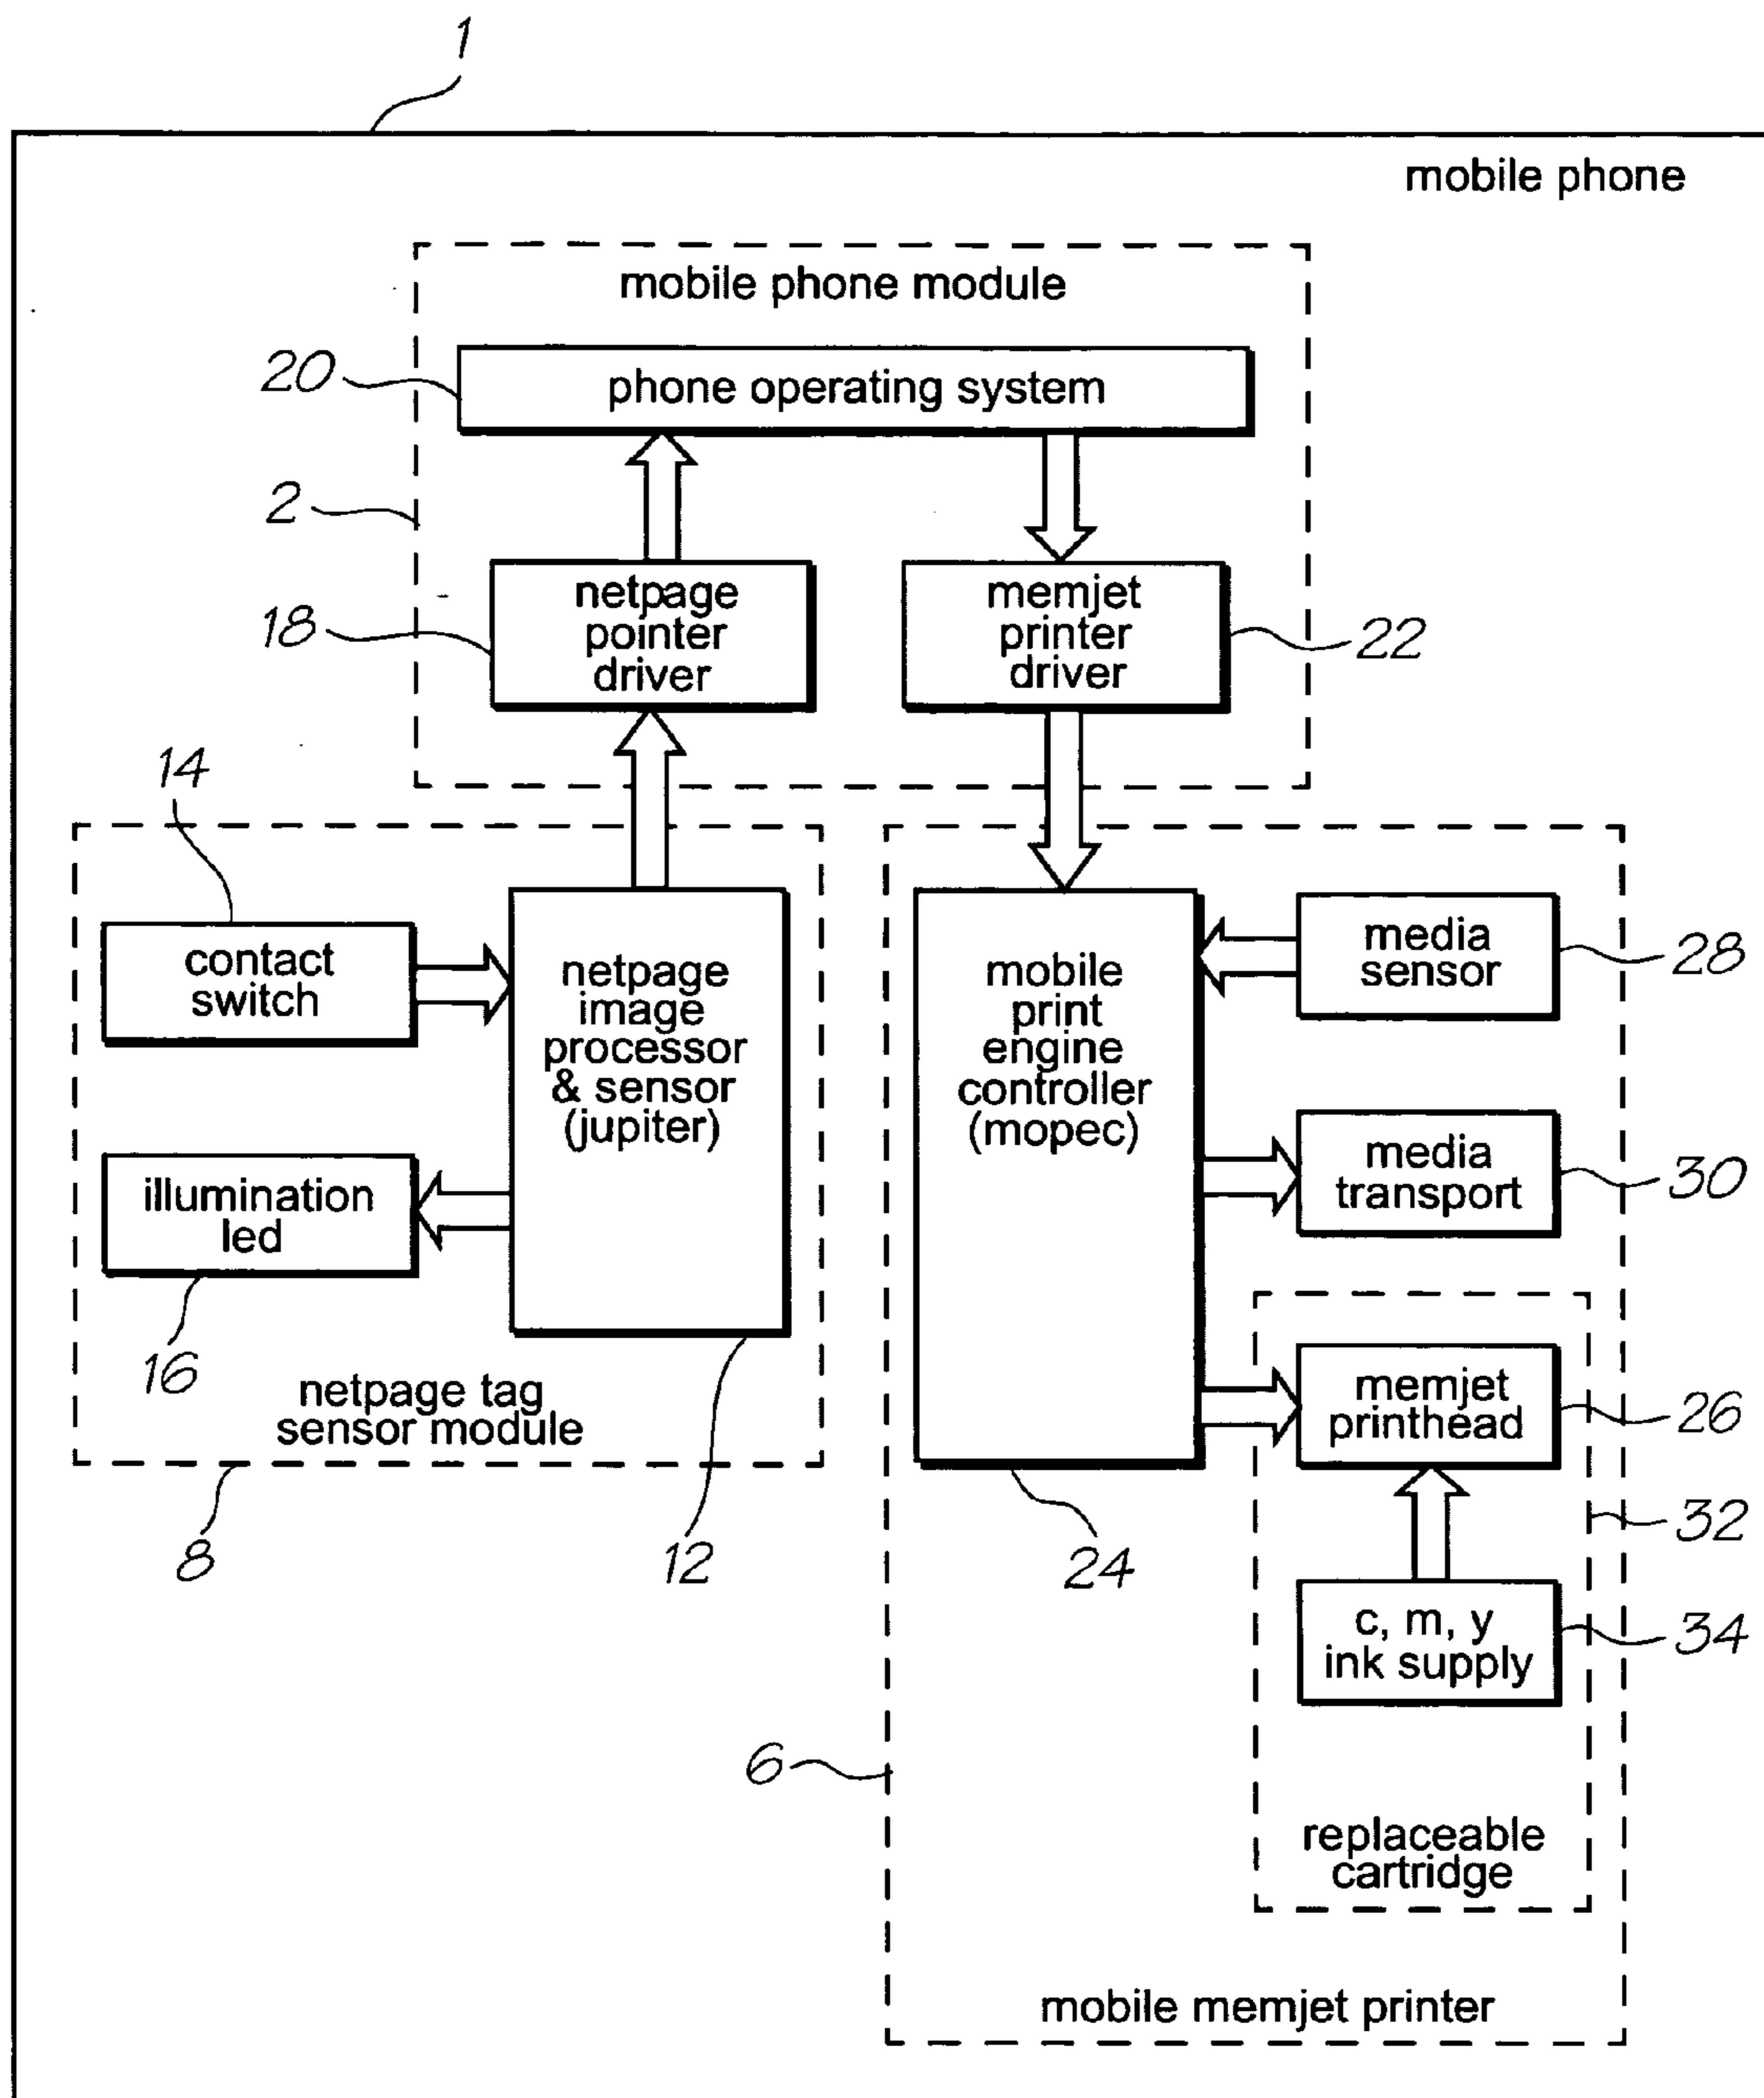 1
mobile phone
mobile phone module
20
phone operating system
2
netpage
pointer
driver
18
memjet
printer
driver
22
14
contact
switch
netpage
image
processor
& sensor
(jupiter)
illumination
led
16
netpage tag
sensor module
8
12
mobile
print
engine
controller
(mopec)
media
sensor
28
media
transport
30
memjet
printhead
26
32
24
c, m, y
ink supply
34
6
replaceable
cartridge
mobile memjet printer